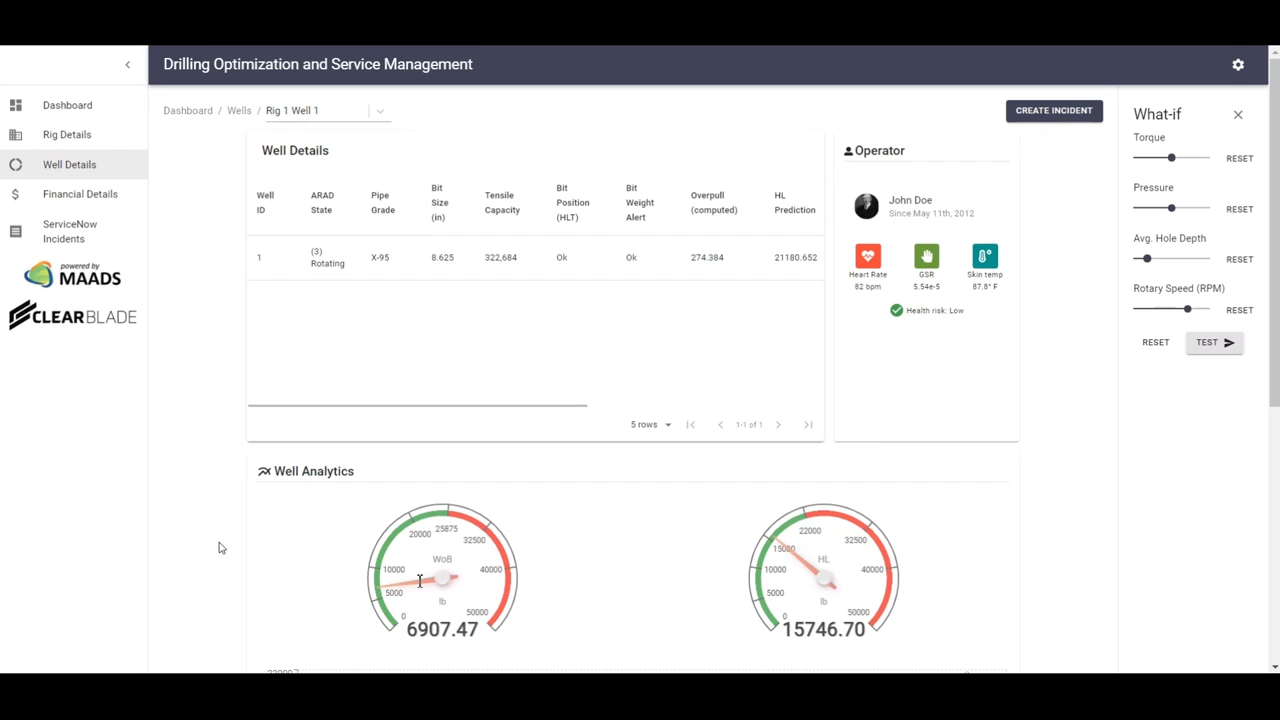 Drilling Optimization and Service Management
Dashboard
Rig Details
Well Details
Financial Details
ServiceNow
Incidents
powered by
MAADS
CLEARBLADE
Dashboard / Wells / Rig 1 Well 1
CREATE INCIDENT
Well Details
Well
ID
ARAD
State
Pipe
Grade
Bit
Size
(in)
Tensile
Capacity
Bit
Position
(HLT)
Bit
Weight
Alert
Overpull
(computed)
HL
Prediction
1
(3)
Rotating
X-95
8.625
322,684
Ok
Ok
274.384
21180.652
5 rows
1-1 of 1
Operator
John Doe
Since May 11th, 2012
Heart Rate
82 bpm
GSR
5.54e-5
Skin temp
87.8° F
Health risk: Low
Well Analytics
0
5000
10000
20000
25875
32500
40000
50000
WoB
lb
6907.47
0
5000
10000
15000
22000
32500
40000
50000
HL
lb
15746.70
What-if
Torque
RESET
Pressure
RESET
Avg. Hole Depth
RESET
Rotary Speed (RPM)
RESET
RESET
TEST